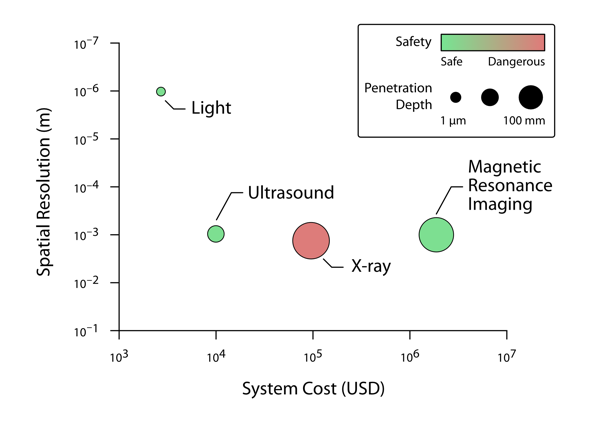 Safety
Safe Dangerous
Penetration
Depth
1 µm 100 mm
Spatial Resolution (m)
10⁻⁷
10⁻⁶
10⁻⁵
10⁻⁴
10⁻³
10⁻²
10⁻¹
Light
Ultrasound
X-ray
Magnetic
Resonance
Imaging
10³ 10⁴ 10⁵ 10⁶ 10⁷
System Cost (USD)